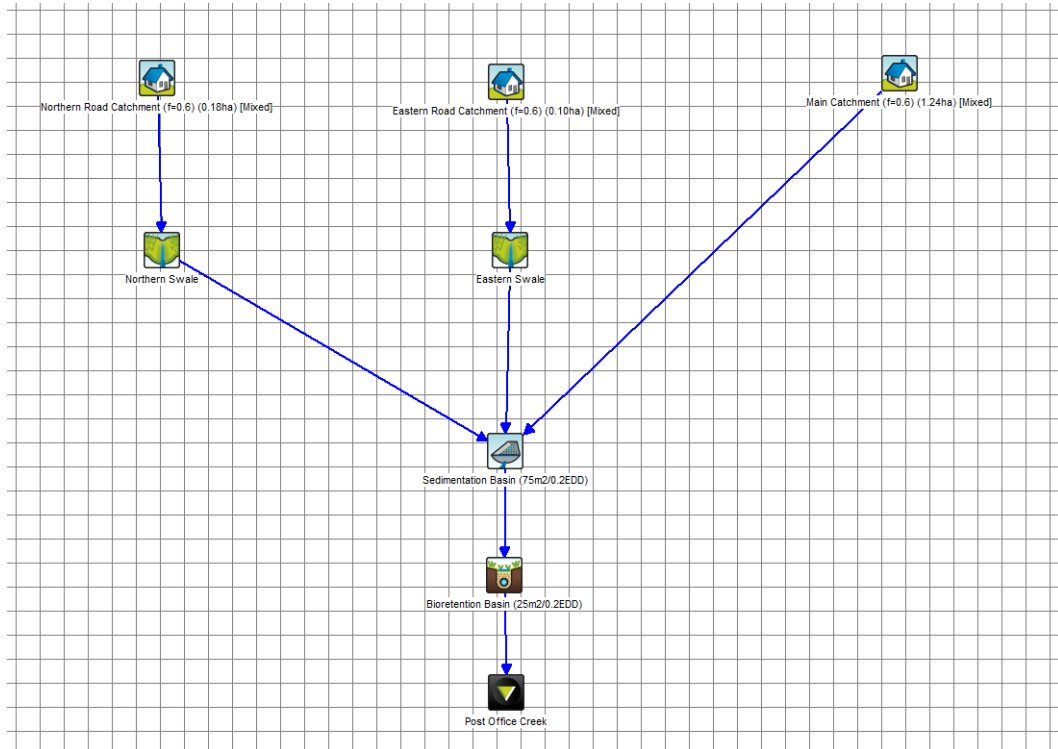 Northern Road Catchment (f=0.6) (0.18ha) [Mixed]
Eastern Road Catchment (f=0.6) (0.10ha) [Mixed]
Main Catchment (f=0.6) (1.24ha) [Mixed]
Northern Swale
Eastern Swale
Sedimentation Basin (75m2/0.2EDD)
Bioretention Basin (25m2/0.2EDD)
Post Office Creek